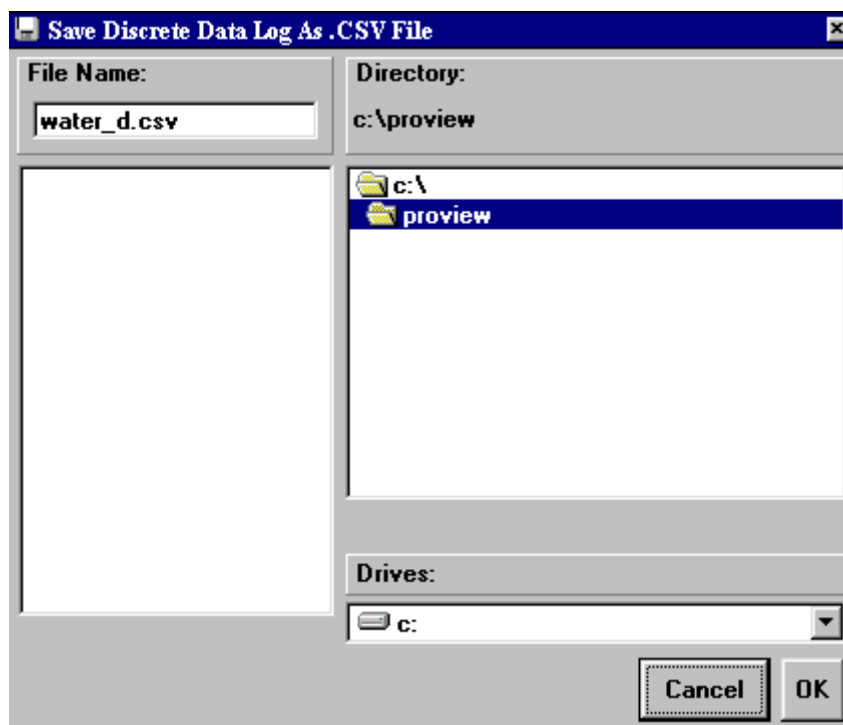 Save Discrete Data Log As .CSV File
File Name:
water_d.csv
Directory:
c:\proview
c:\
proview
Drives:
c:
Cancel
OK